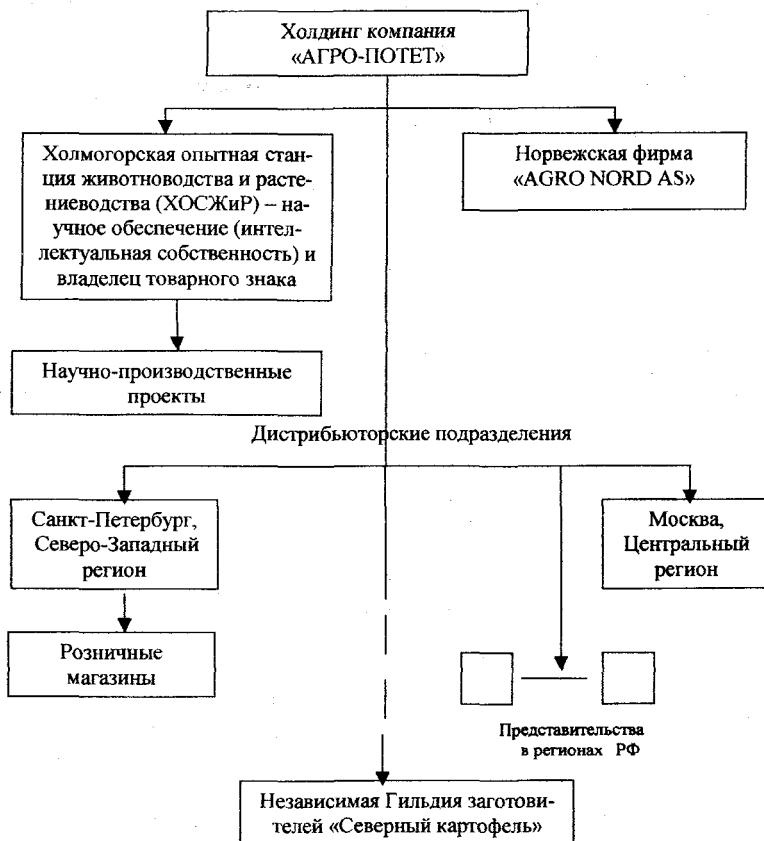 Холдинг компания
«АГРО-ПОТЕТ»
Холмогорская опытная стан-
ция животноводства и расте-
ниеводства (ХОСЖиР) – на-
учное обеспечение (интел-
лектуальная собственность) и
владелец товарного знака
Норвежская фирма
«AGRO NORD AS»
Научно-производственные
проекты
Дистрибьюторские подразделения
Санкт-Петербург,
Северо-Западный
регион
Москва,
Центральный
регион
Розничные
магазины
Представительства
в регионах РФ
Независимая Гильдия заготови-
телей «Северный картофель»